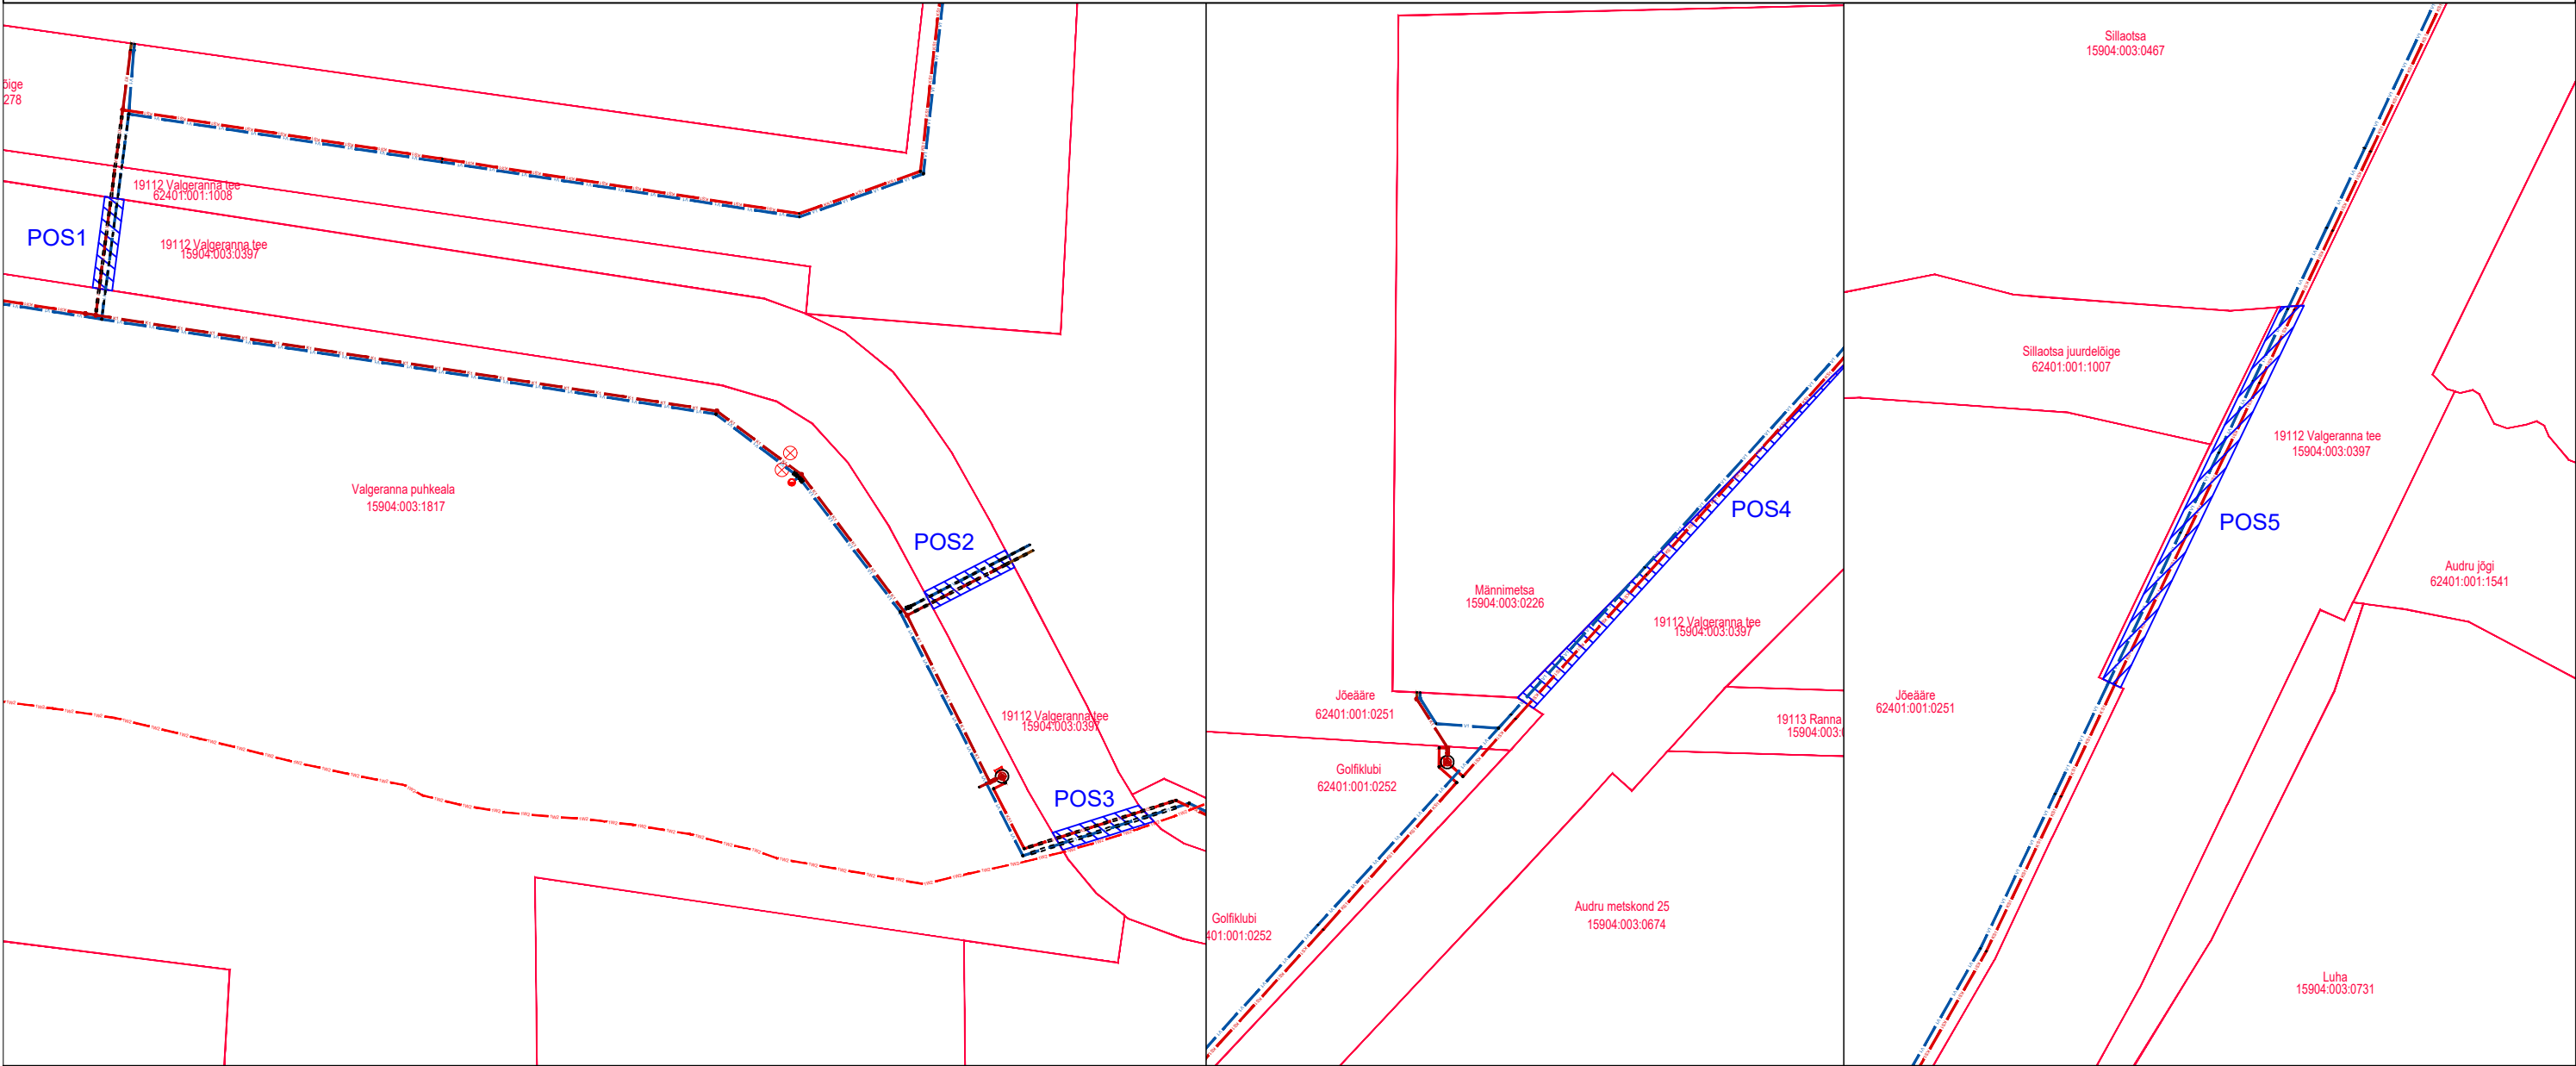 õige
278
19112 Valgeranna tee
62401:001:1008
POS1
19112 Valgeranna tee
15904:003:0397
Valgeranna puhkeala
15904:003:1817
POS2
19112 Valgeranna tee
15904:003:0397
POS3
POS4
Männimetsa
15904:003:0226
19112 Valgeranna tee
15904:003:0397
Jõeääre
62401:001:0251
19113 Ranna
15904:003:0
Golfiklubi
62401:001:0252
Audru metskond 25
15904:003:0674
Golfiklubi
401:001:0252
Sillaotsa
15904:003:0467
Sillaotsa juurdelõige
62401:001:1007
19112 Valgeranna tee
15904:003:0397
POS5
Audru jõgi
62401:001:1541
Jõeääre
62401:001:0251
Luha
15904:003:0731